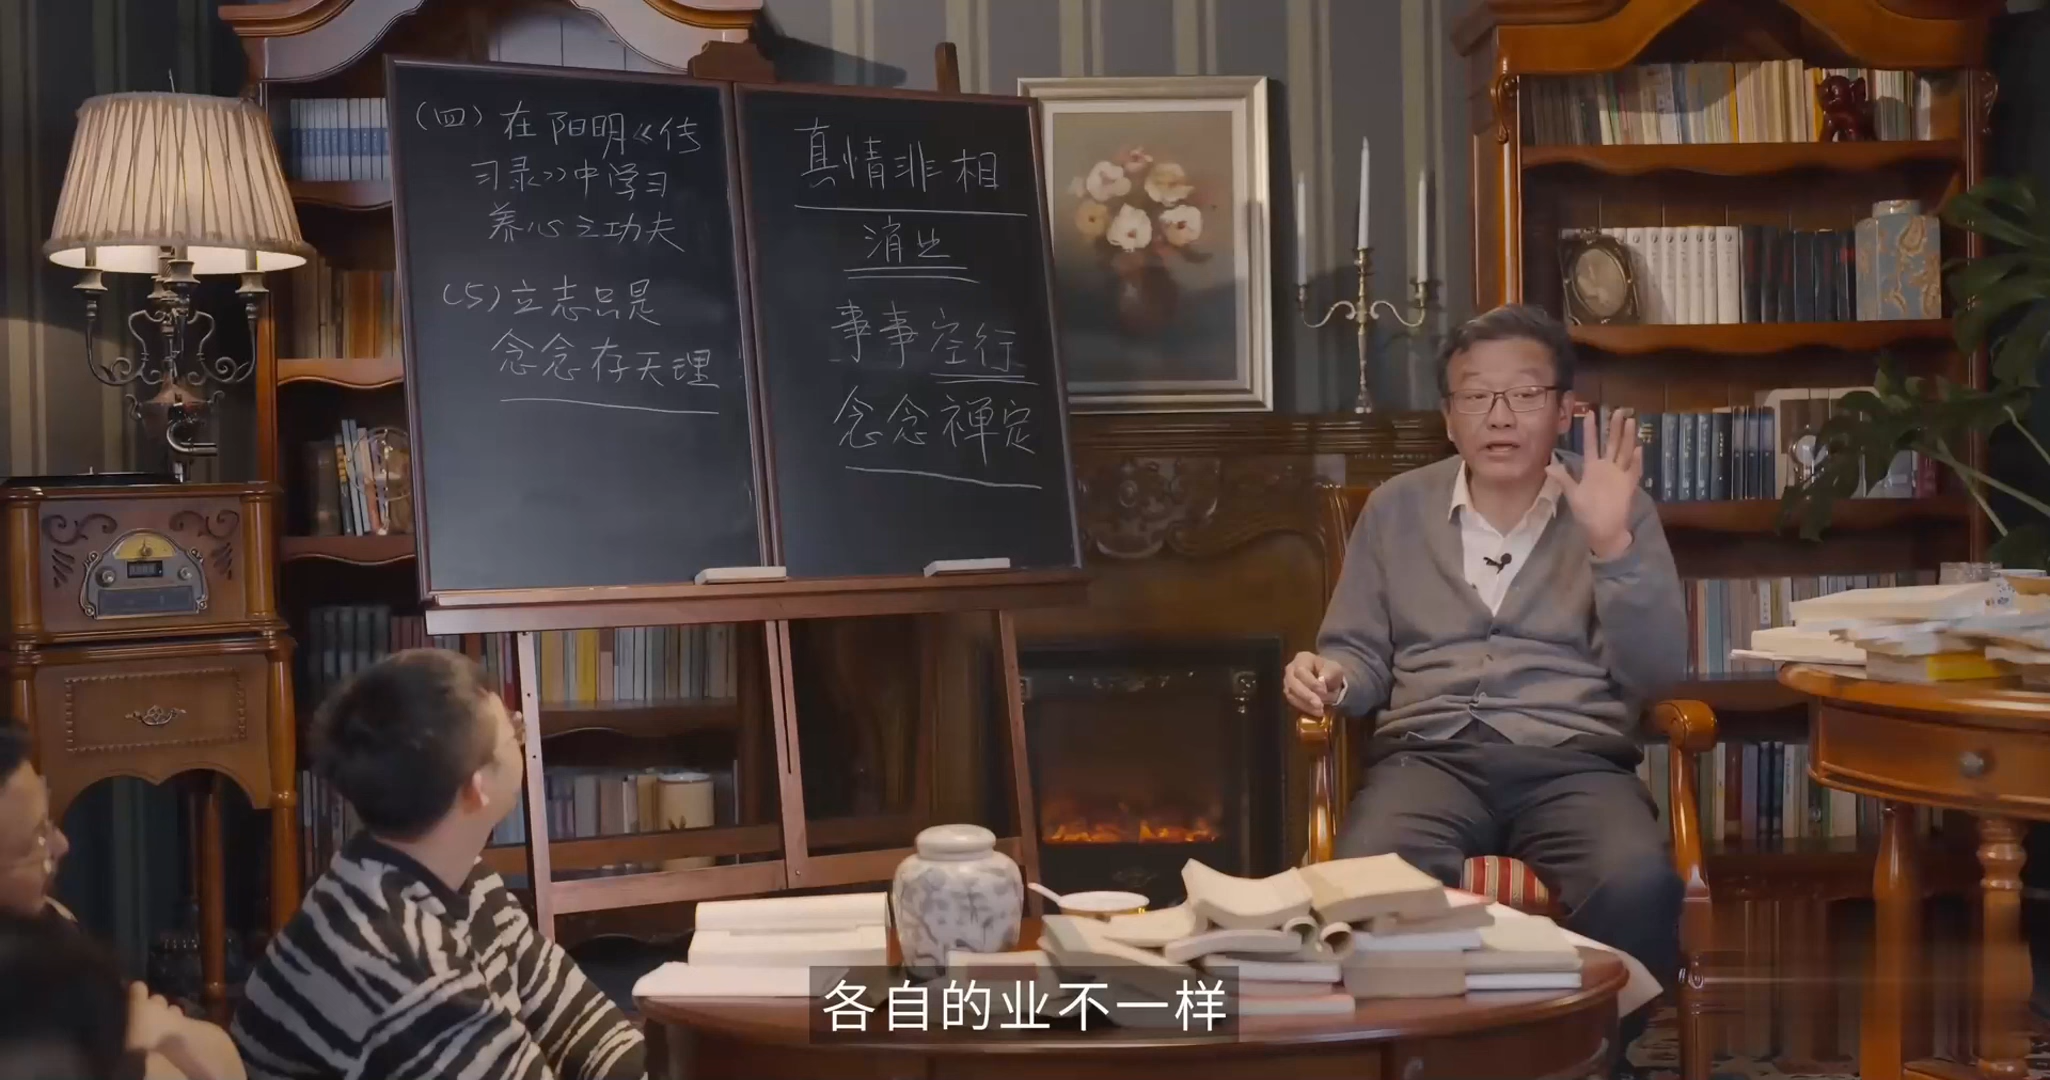 (四)在阳明《传
习录》中学习
养心之功夫
(5)立志只是
念念存天理
真情非相
消业
事事空行
念念禅定
各自的业不一样